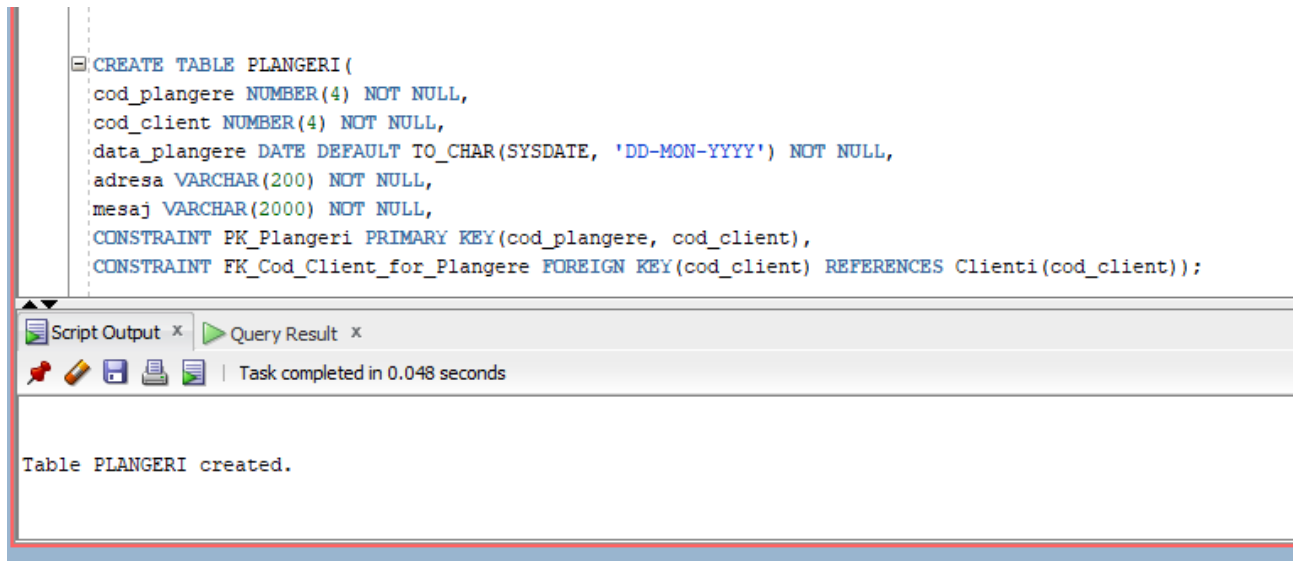 CREATE TABLE PLANGERI(
cod_plangere NUMBER(4) NOT NULL,
cod_client NUMBER(4) NOT NULL,
data_plangere DATE DEFAULT TO_CHAR(SYSDATE, 'DD-MON-YYYY') NOT NULL,
adresa VARCHAR(200) NOT NULL,
mesaj VARCHAR(2000) NOT NULL,
CONSTRAINT PK_Plangeri PRIMARY KEY(cod_plangere, cod_client),
CONSTRAINT FK_Cod_Client_for_Plangere FOREIGN KEY(cod_client) REFERENCES Clienti(cod_client));
Script Output x Query Result x
Task completed in 0.048 seconds
Table PLANGERI created.